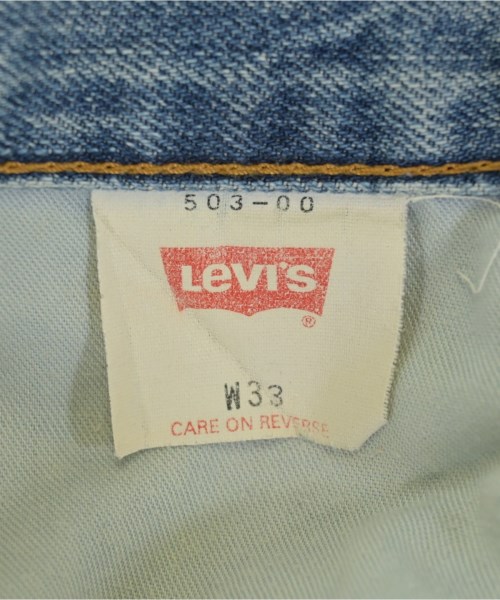 503-00
LEVI'S
®
W33
CARE ON REVERSE